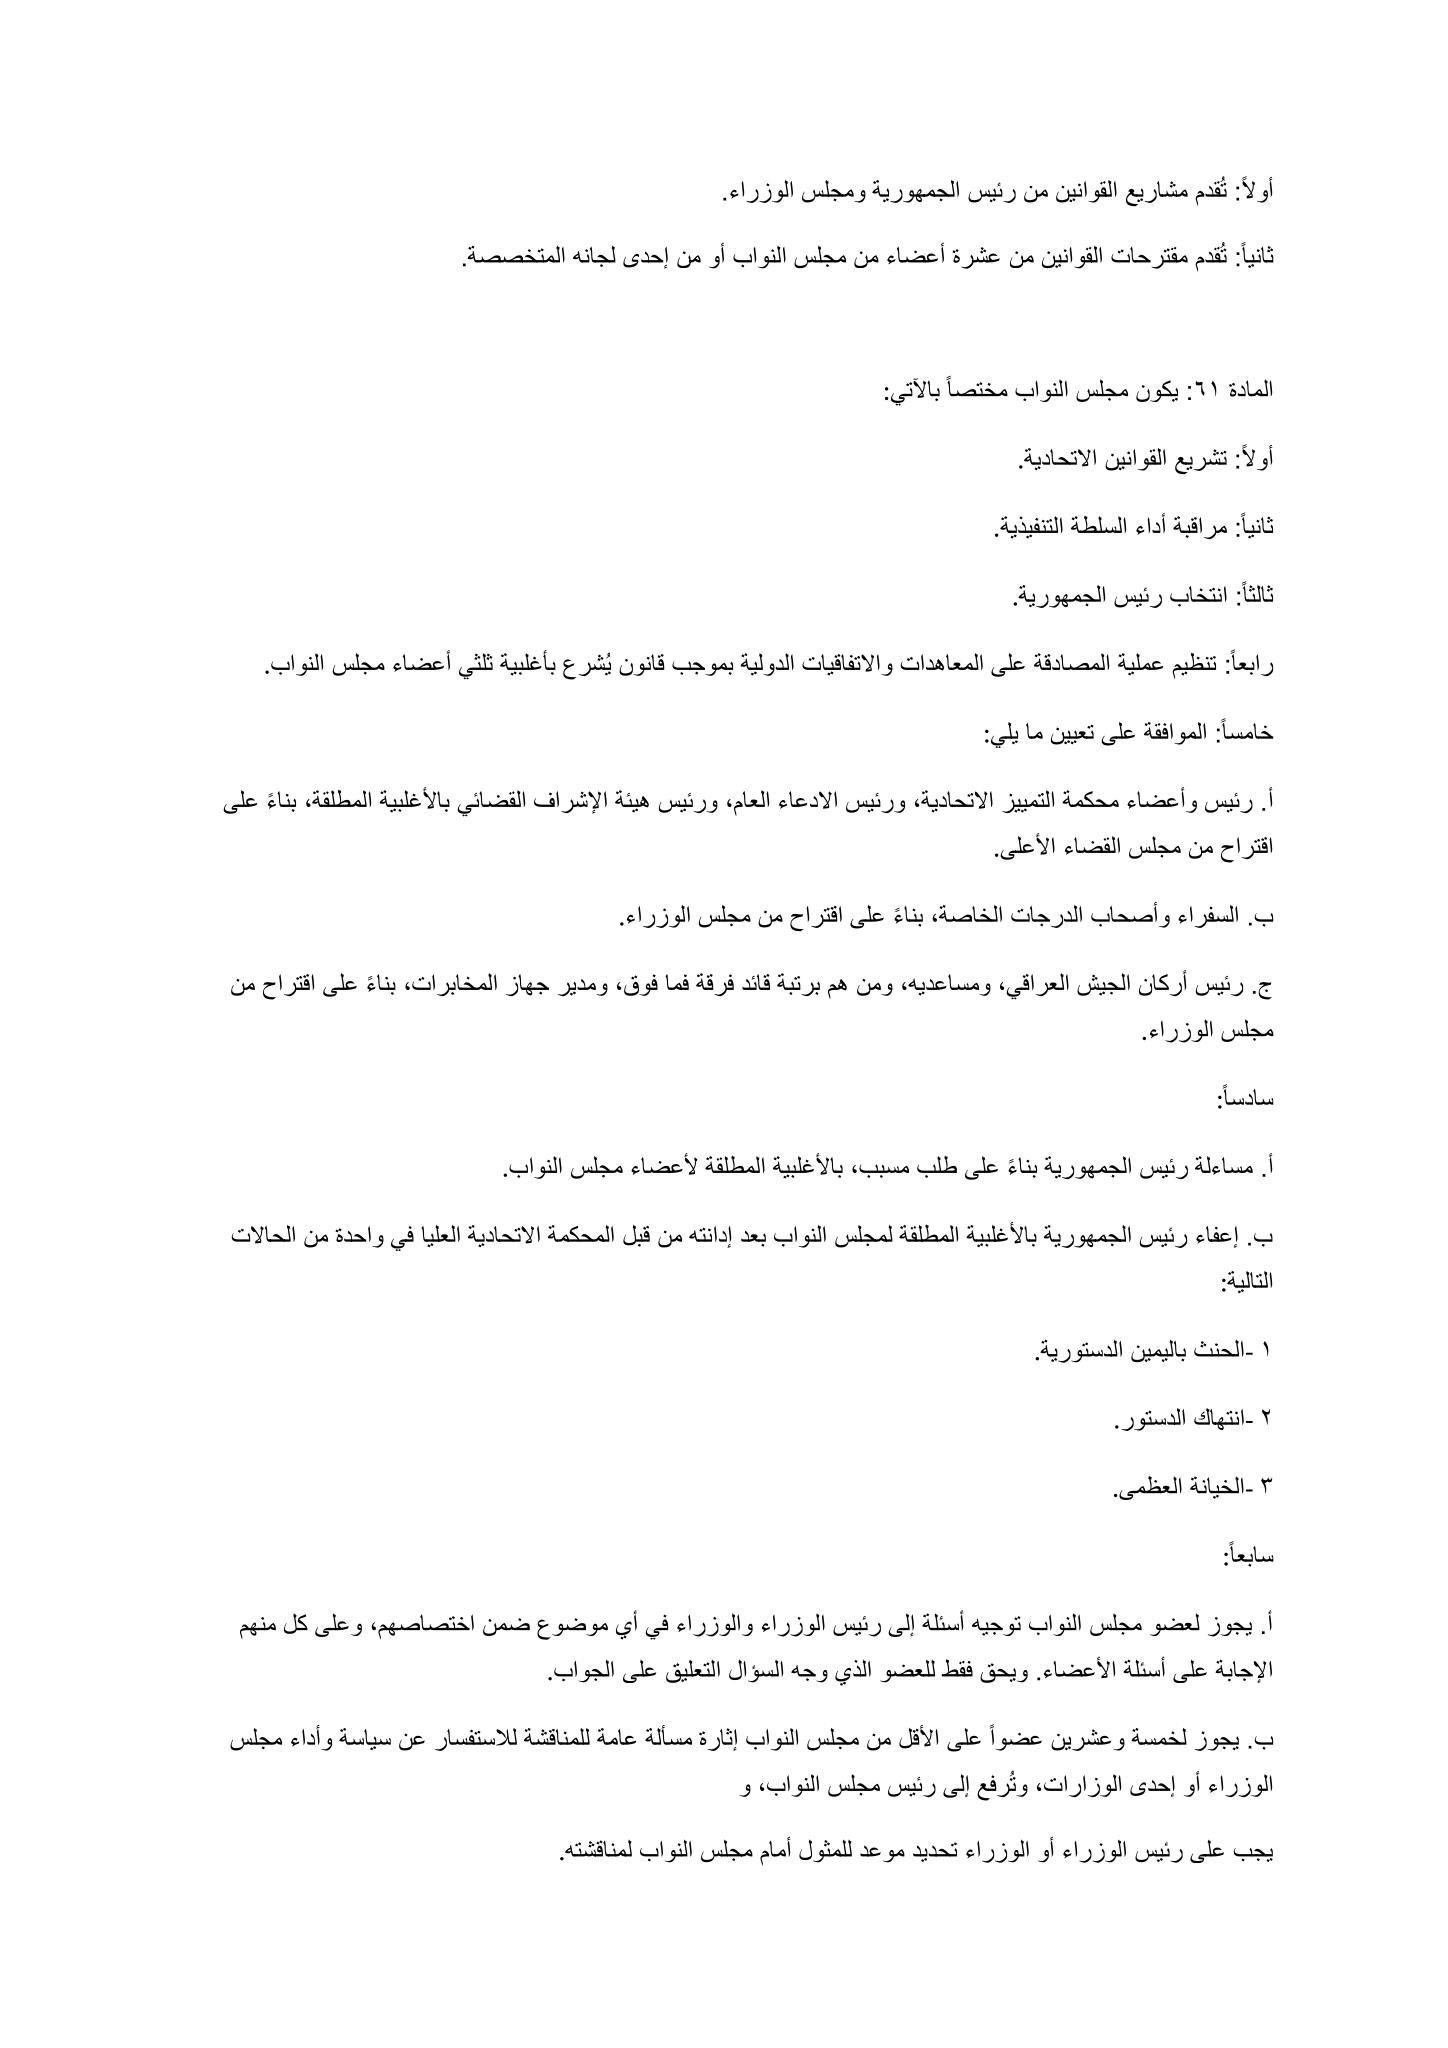 أولاً: تُقدم مشاريع القوانين من رئيس الجمهورية ومجلس الوزراء.
ثانياً: تُقدم مقترحات القوانين من عشرة أعضاء من مجلس النواب أو من إحدى لجانه المتخصصة.
المادة ٦١: يكون مجلس النواب مختصاً بالآتي:
أولاً: تشريع القوانين الاتحادية.
ثانياً: مراقبة أداء السلطة التنفيذية.
ثالثاً: انتخاب رئيس الجمهورية.
رابعاً: تنظيم عملية المصادقة على المعاهدات والاتفاقيات الدولية بموجب قانون يُشرع بأغلبية ثلثي أعضاء مجلس النواب.
خامساً: الموافقة على تعيين ما يلي:
أ. رئيس وأعضاء محكمة التمييز الاتحادية، ورئيس الادعاء العام، ورئيس هيئة الإشراف القضائي بالأغلبية المطلقة، بناءً على
اقتراح من مجلس القضاء الأعلى.
ب. السفراء وأصحاب الدرجات الخاصة، بناءً على اقتراح من مجلس الوزراء.
ج. رئيس أركان الجيش العراقي، ومساعديه، ومن هم برتبة قائد فرقة فما فوق، ومدير جهاز المخابرات، بناءً على اقتراح من
مجلس الوزراء.
سادساً:
أ. مساءلة رئيس الجمهورية بناءً على طلب مسبب، بالأغلبية المطلقة لأعضاء مجلس النواب.
ب. إعفاء رئيس الجمهورية بالأغلبية المطلقة لمجلس النواب بعد إدانته من قبل المحكمة الاتحادية العليا في واحدة من الحالات
التالية:
١ -الحنث باليمين الدستورية.
٢ -انتهاك الدستور.
٣ -الخيانة العظمى.
سابعاً:
أ. يجوز لعضو مجلس النواب توجيه أسئلة إلى رئيس الوزراء والوزراء في أي موضوع ضمن اختصاصهم، وعلى كل منهم
الإجابة على أسئلة الأعضاء. ويحق فقط للعضو الذي وجه السؤال التعليق على الجواب.
ب. يجوز لخمسة وعشرين عضواً على الأقل من مجلس النواب إثارة مسألة عامة للمناقشة للاستفسار عن سياسة وأداء مجلس
الوزراء أو إحدى الوزارات، وتُرفع إلى رئيس مجلس النواب، و
يجب على رئيس الوزراء أو الوزراء تحديد موعد للمثول أمام مجلس النواب لمناقشته.